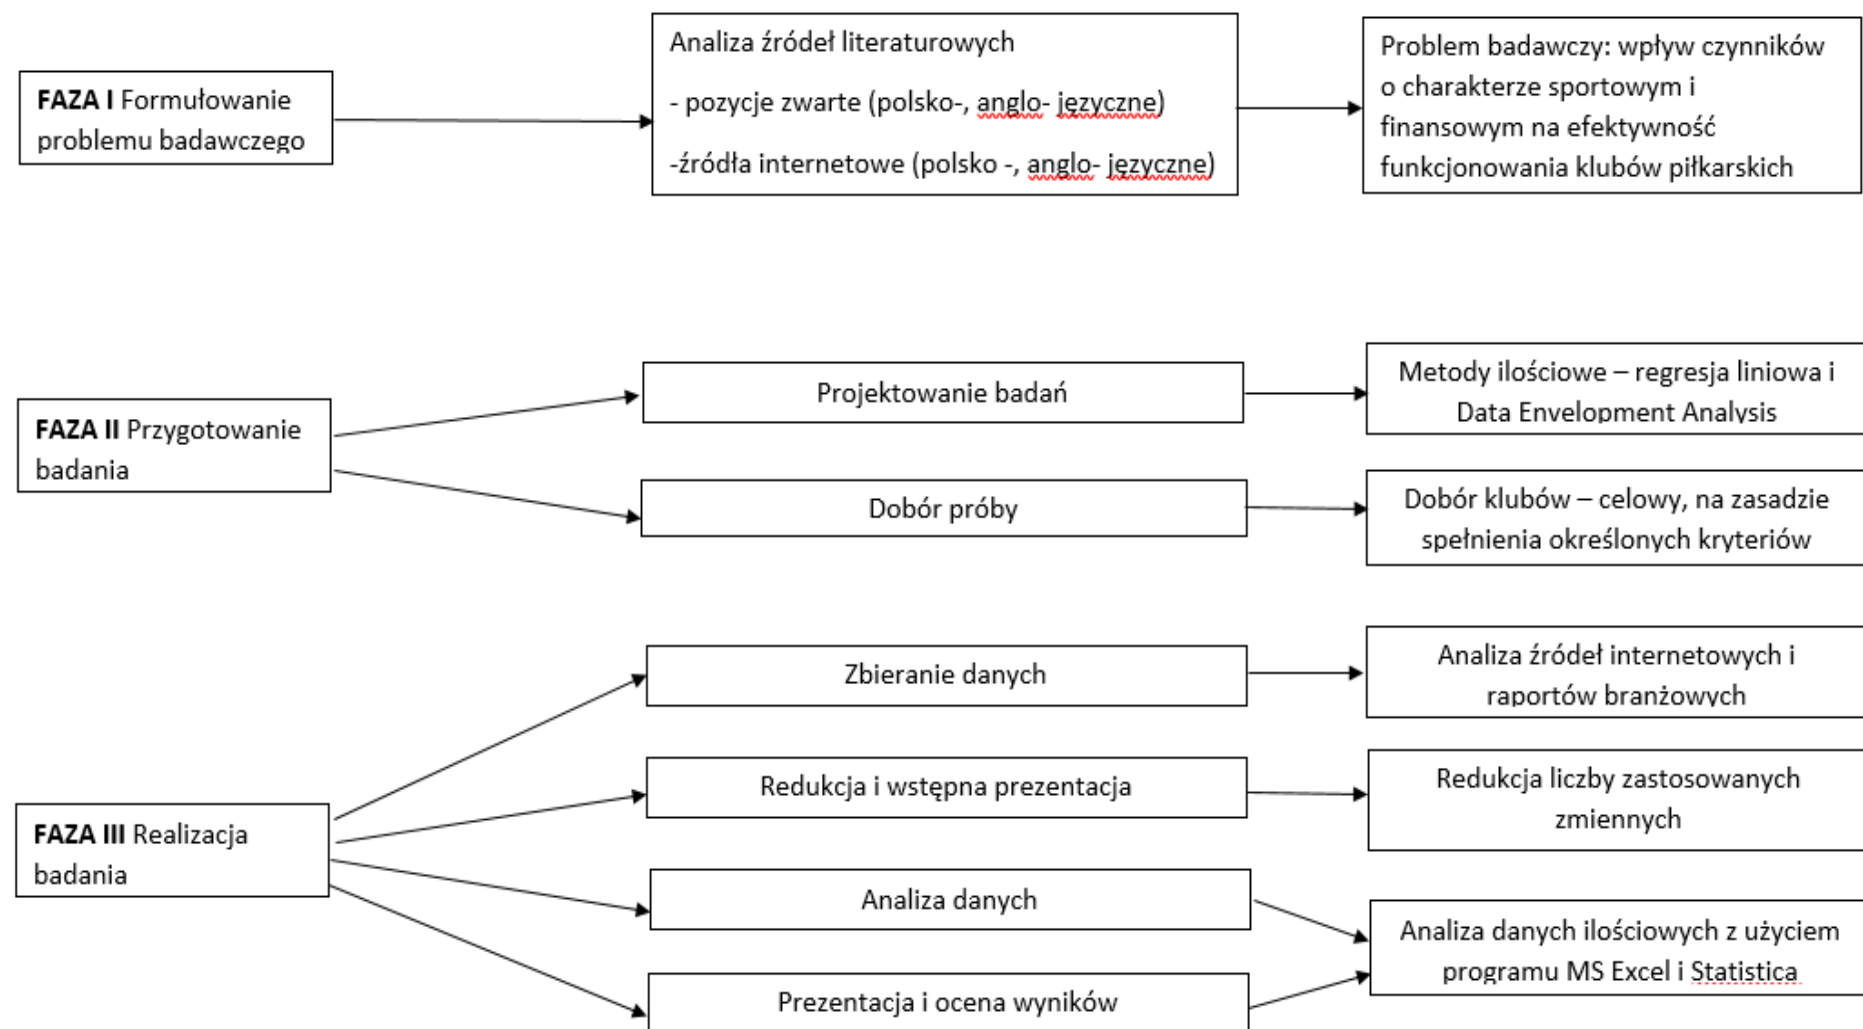 FAZA I Formułowanie
problemu badawczego
Analiza źródeł literaturowych
- pozycje zwarte (polsko-, anglo- języczne)
-źródła internetowe (polsko -, anglo- języczne)
Problem badawczy: wpływ czynników
o charakterze sportowym i
finansowym na efektywność
funkcjonowania klubów piłkarskich
FAZA II Przygotowanie
badania
Projektowanie badań
Metody ilościowe – regresja liniowa i
Data Envelopment Analysis
Dobór próby
Dobór klubów – celowy, na zasadzie
spełnienia określonych kryteriów
FAZA III Realizacja
badania
Zbieranie danych
Analiza źródeł internetowych i
raportów branżowych
Redukcja i wstępna prezentacja
Redukcja liczby zastosowanych
zmiennych
Analiza danych
Prezentacja i ocena wyników
Analiza danych ilościowych z użyciem
programu MS Excel i Statistica